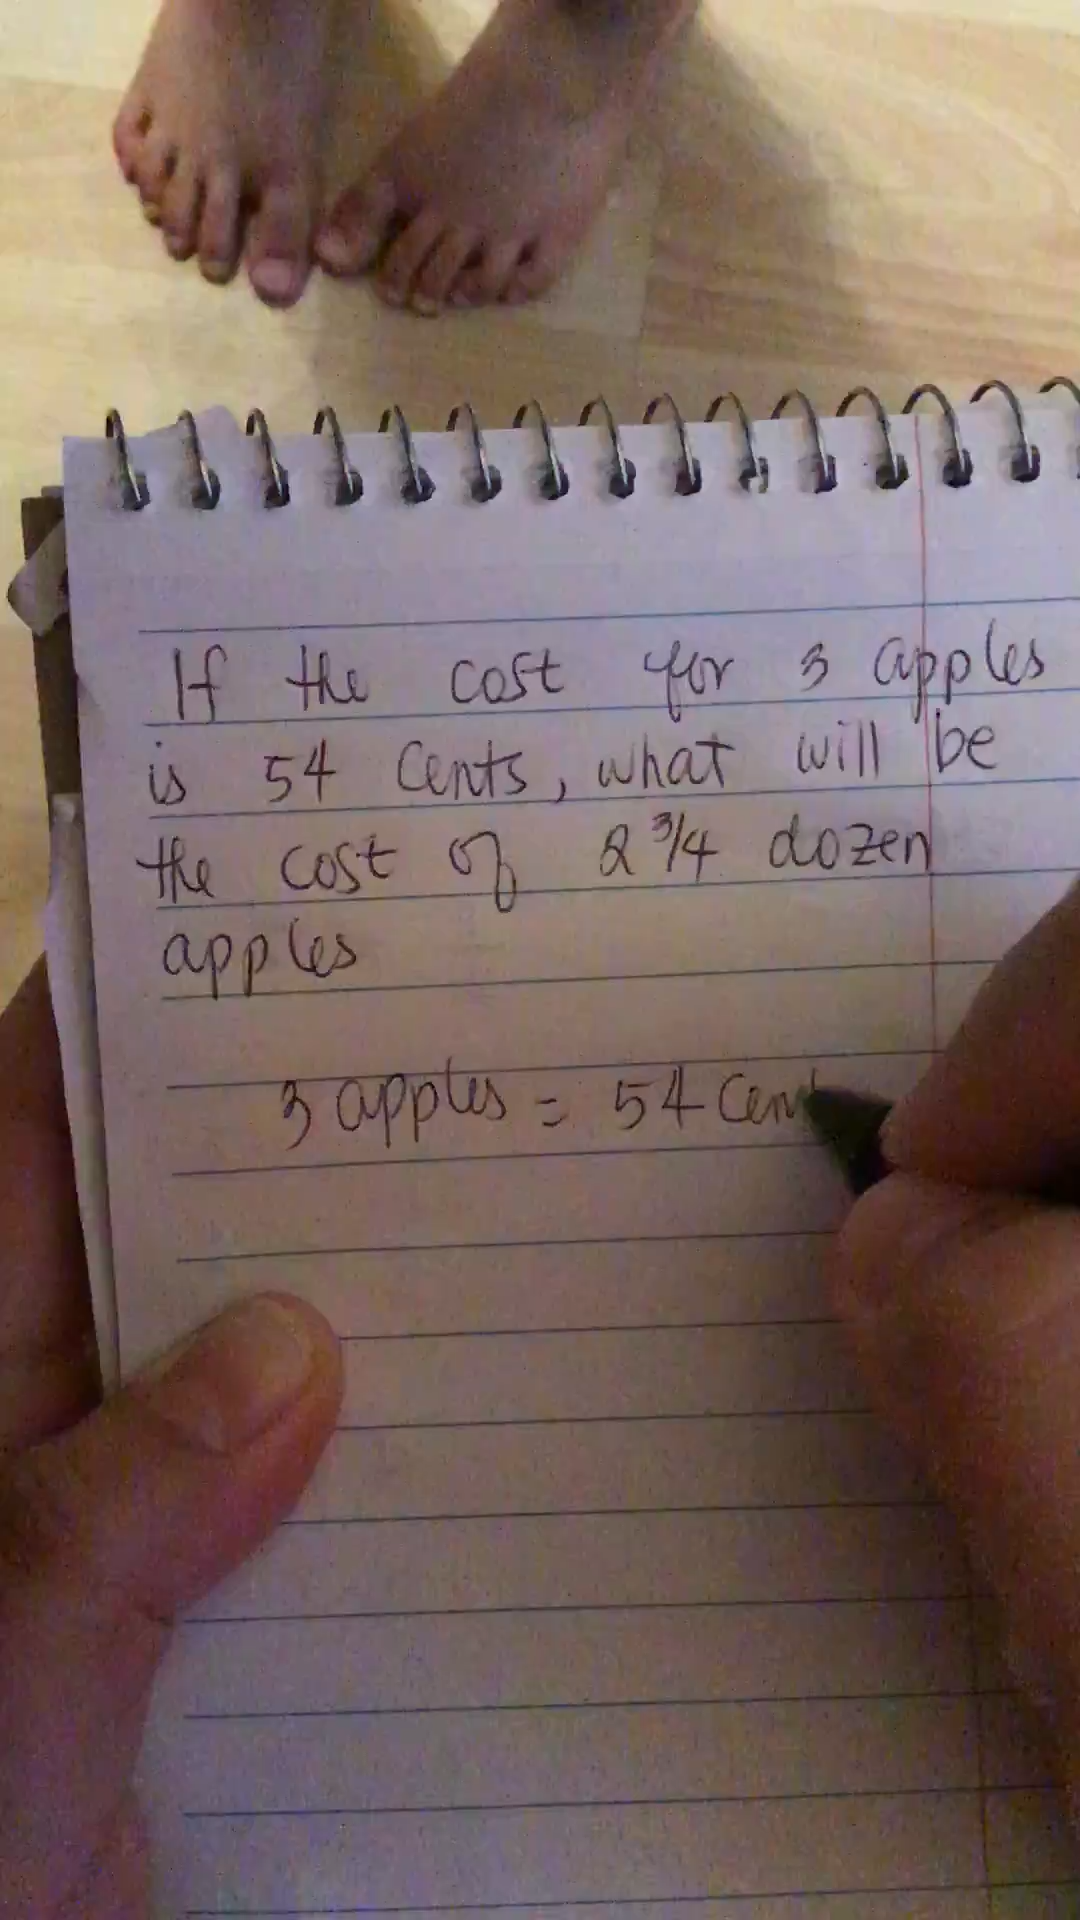 If the cost for 3 apples
is 54 cents, what will be
the cost of 2 3/4 dozen
apples
3 apples = 54 cent